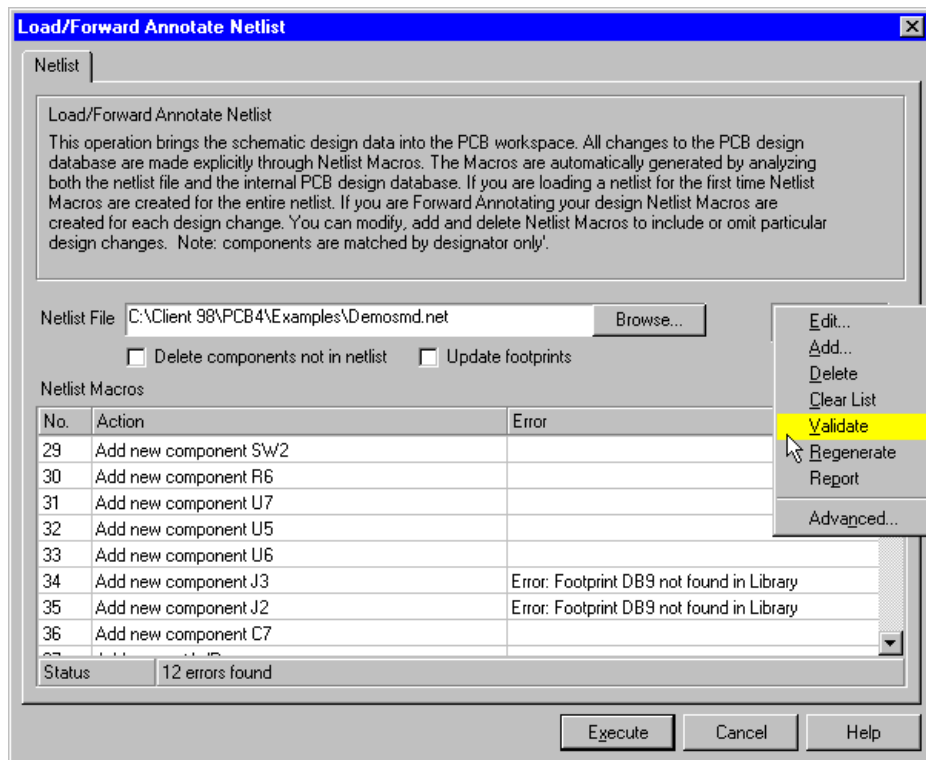 Load/Forward Annotate Netlist
Netlist
Load/Forward Annotate Netlist
This operation brings the schematic design data into the PCB workspace. All changes to the PCB design
database are made explicitly through Netlist Macros. The Macros are automatically generated by analyzing
both the netlist file and the internal PCB design database. If you are loading a netlist for the first time Netlist
Macros are created for the entire netlist. If you are Forward Annotating your design Netlist Macros are
created for each design change. You can modify, add and delete Netlist Macros to include or omit particular
design changes. Note: components are matched by designator only'.
Netlist File C:\Client 98\PCB4\Examples\Demosmd.net Browse...
Delete components not in netlist Update footprints
Edit...
Add...
Delete
Clear List
Validate
Regenerate
Report
Advanced...
Netlist Macros
No. Action Error
29 Add new component SW2
30 Add new component R6
31 Add new component U7
32 Add new component U5
33 Add new component U6
34 Add new component J3 Error: Footprint DB9 not found in Library
35 Add new component J2 Error: Footprint DB9 not found in Library
36 Add new component C7
Status 12 errors found
Execute Cancel Help